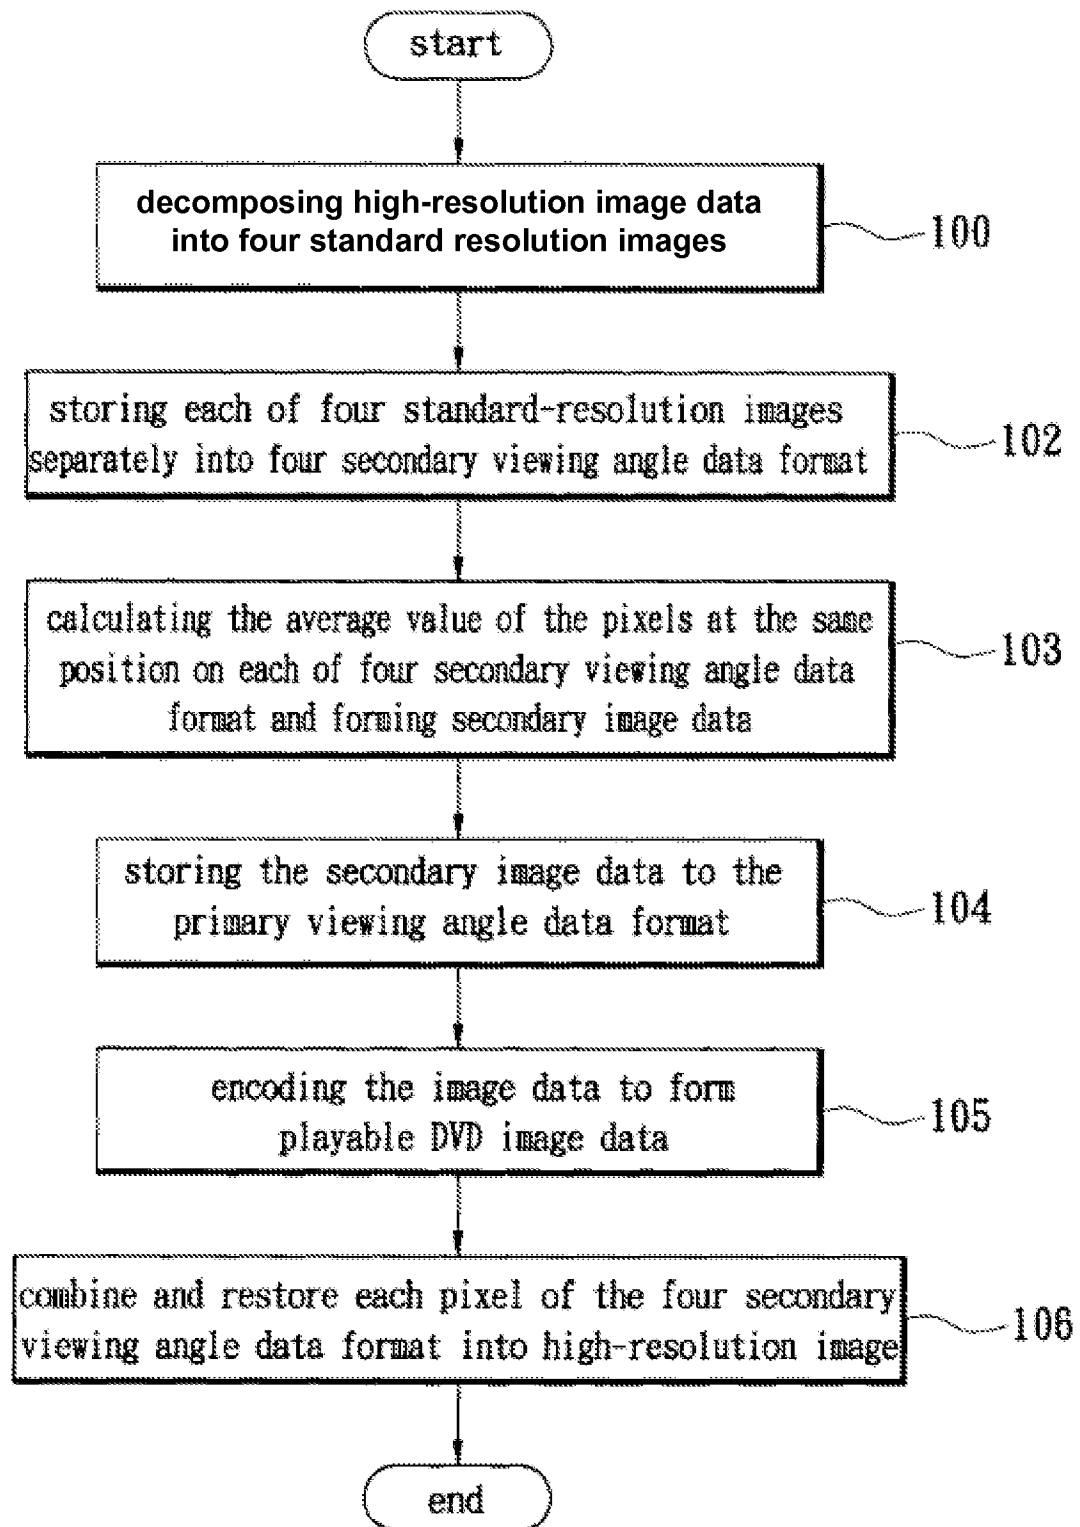 start
decomposing high-resolution image data
into four standard resolution images
100
storing each of four standard-resolution images
separately into four secondary viewing angle data format
102
calculating the average value of the pixels at the same
position on each of four secondary viewing angle data
format and forming secondary image data
103
storing the secondary image data to the
primary viewing angle data format
104
encoding the image data to form
playable DVD image data
105
combine and restore each pixel of the four secondary
viewing angle data format into high-resolution image
106
end